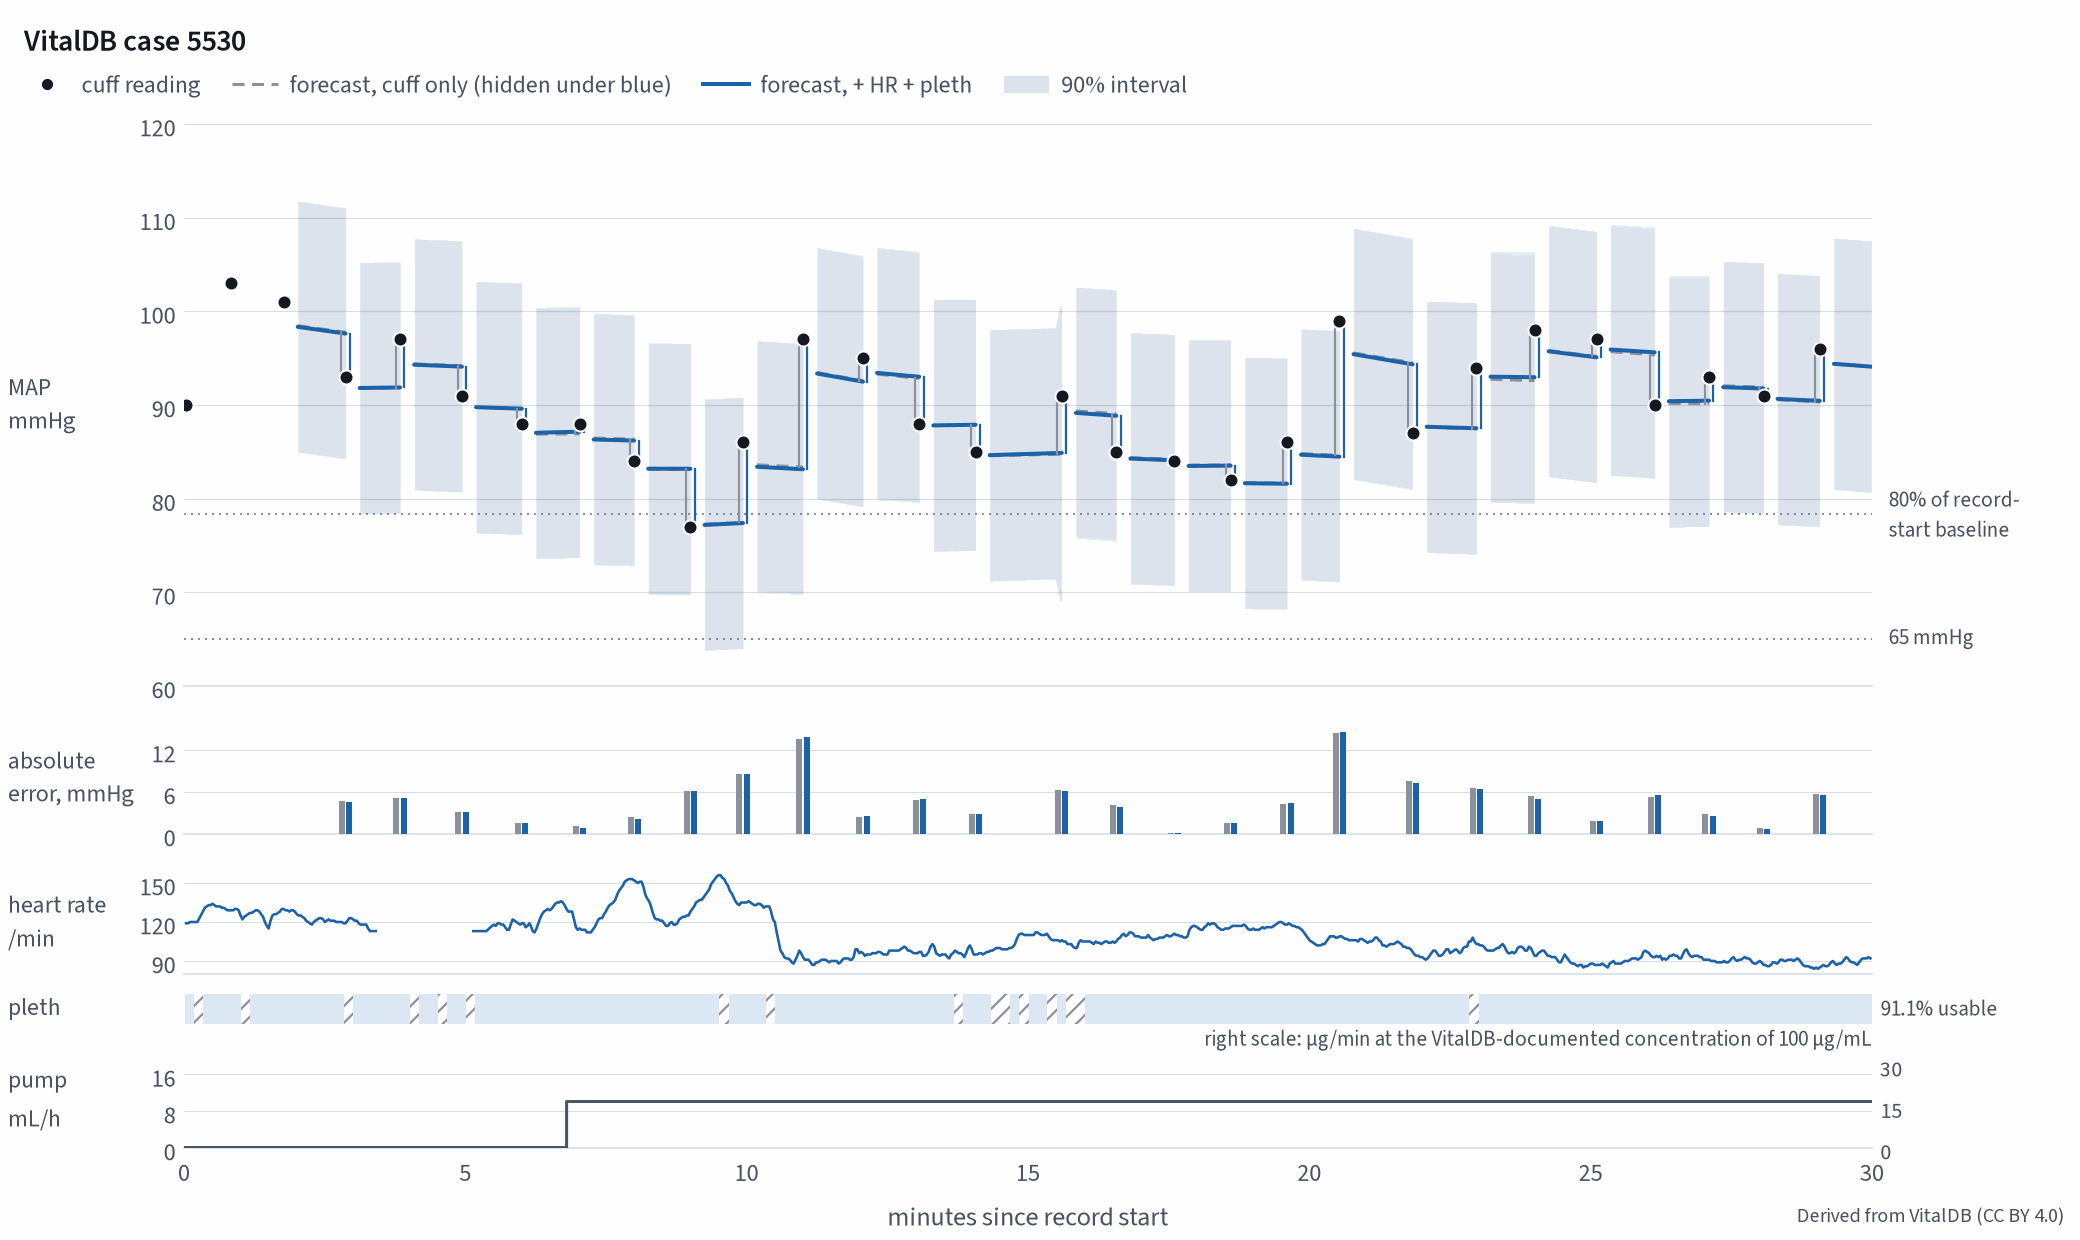 VitalDB case 5530
cuff reading
forecast, cuff only (hidden under blue)
forecast, + HR + pleth
90% interval
120
110
100
90
80
70
60
MAP
mmHg
80% of record-
start baseline
65 mmHg
absolute
error, mmHg
12
6
0
heart rate
/min
150
120
90
pleth
91.1% usable
right scale: µg/min at the VitalDB-documented concentration of 100 µg/mL
pump
mL/h
16
8
0
30
15
0
0
5
10
15
20
25
30
minutes since record start
Derived from VitalDB (CC BY 4.0)